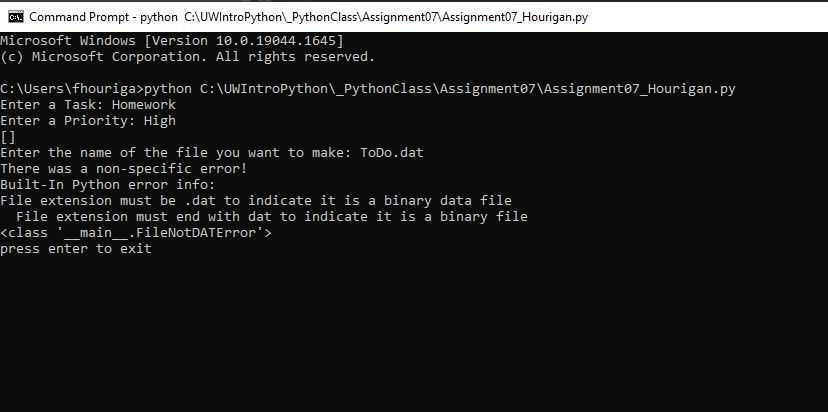 Command Prompt - python C:\UWIntroPython\_PythonClass\Assignment07\Assignment07_Hourigan.py
Microsoft Windows [Version 10.0.19044.1645]
(c) Microsoft Corporation. All rights reserved.
C:\Users\fhouriga>python C:\UWIntroPython\_PythonClass\Assignment07\Assignment07_Hourigan.py
Enter a Task: Homework
Enter a Priority: High
[]
Enter the name of the file you want to make: ToDo.dat
There was a non-specific error!
Built-In Python error info:
File extension must be .dat to indicate it is a binary data file
  File extension must end with dat to indicate it is a binary file
<class '__main__.FileNotDATError'>
press enter to exit